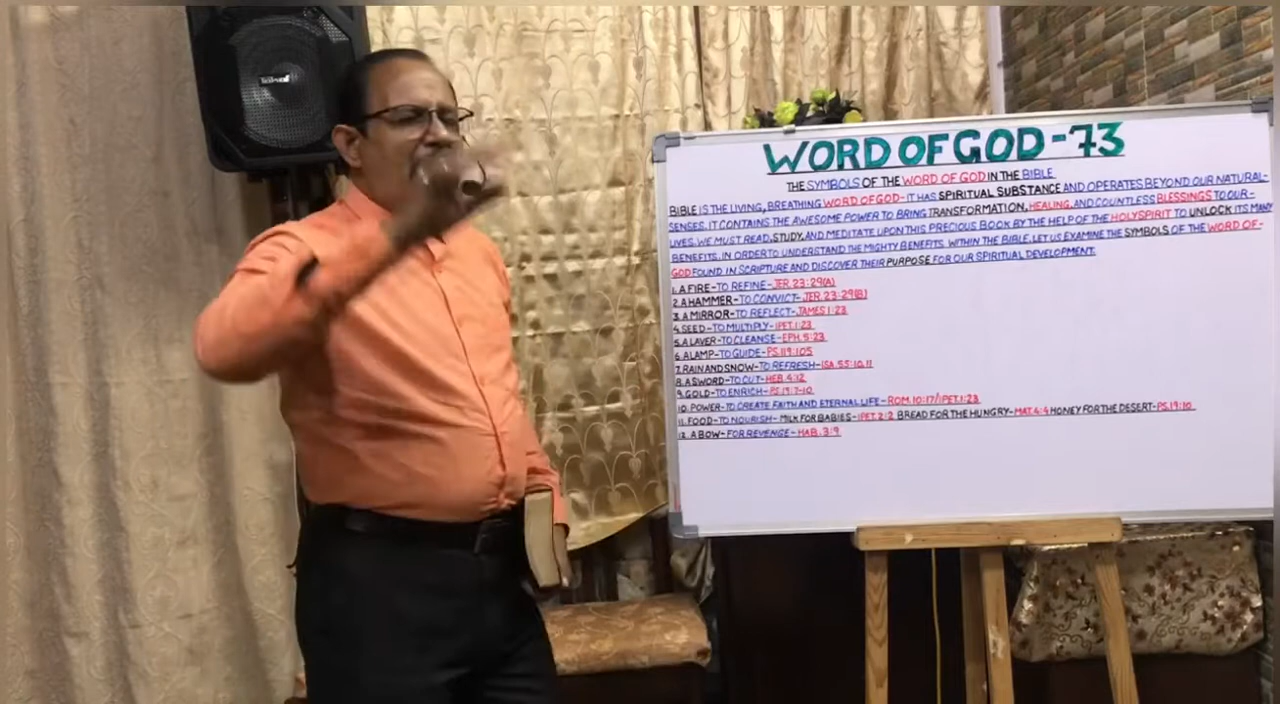 WORD OF GOD-73
THE SYMBOLS OF THE WORD OF GOD IN THE BIBLE
BIBLE IS THE LIVING, BREATHING WORD OF GOD-IT HAS SPIRITUAL SUBSTANCE AND OPERATES BEYOND OUR NATURAL-
SENSES. IT CONTAINS THE AWESOME POWER TO BRING TRANSFORMATION, HEALING, AND COUNTLESS BLESSINGS TO OUR-
LIVES. WE MUST READ, STUDY, AND MEDITATE UPON THIS PRECIOUS BOOK BY THE HELP OF THE HOLYSPIRIT TO UNLOCK ITS MANY
BENEFITS. IN ORDER TO UNDERSTAND THE MIGHTY BENEFITS. WITHIN THE BIBLE, LET US EXAMINE THE SYMBOLS OF THE WORD OF-
GOD FOUND IN SCRIPTURE AND DISCOVER THEIR PURPOSE FOR OUR SPIRITUAL DEVELOPMENT.
1. A FIRE-TO REFINE-JER. 23:29(A)
2. A HAMMER-TO CONVICT-JER. 23:29(B)
3. A MIRROR-TO REFLECT-JAMES 1:23
4. SEED-TO MULTIPLY-1PET. 1:23
5. A LAVER-TO CLEANSE-EPH. 5:23
6. A LAMP-TO GUIDE-PS. 119:105
7. RAIN AND SNOW-TO REFRESH-ISA. 55:10,11
8. A SWORD-TO CUT-HEB. 4:12
9. GOLD-TO ENRICH-PS. 19:7-10
10. POWER-TO CREATE FAITH AND ETERNAL LIFE-ROM. 10:17/1PET. 1:23
11. FOOD-TO NOURISH-MILK FOR BABIES-1PET. 2:2 BREAD FOR THE HUNGRY-MAT. 4:4 HONEY FOR THE DESERT-PS. 19:10
12. A BOW-FOR REVENGE-HAB. 3:9